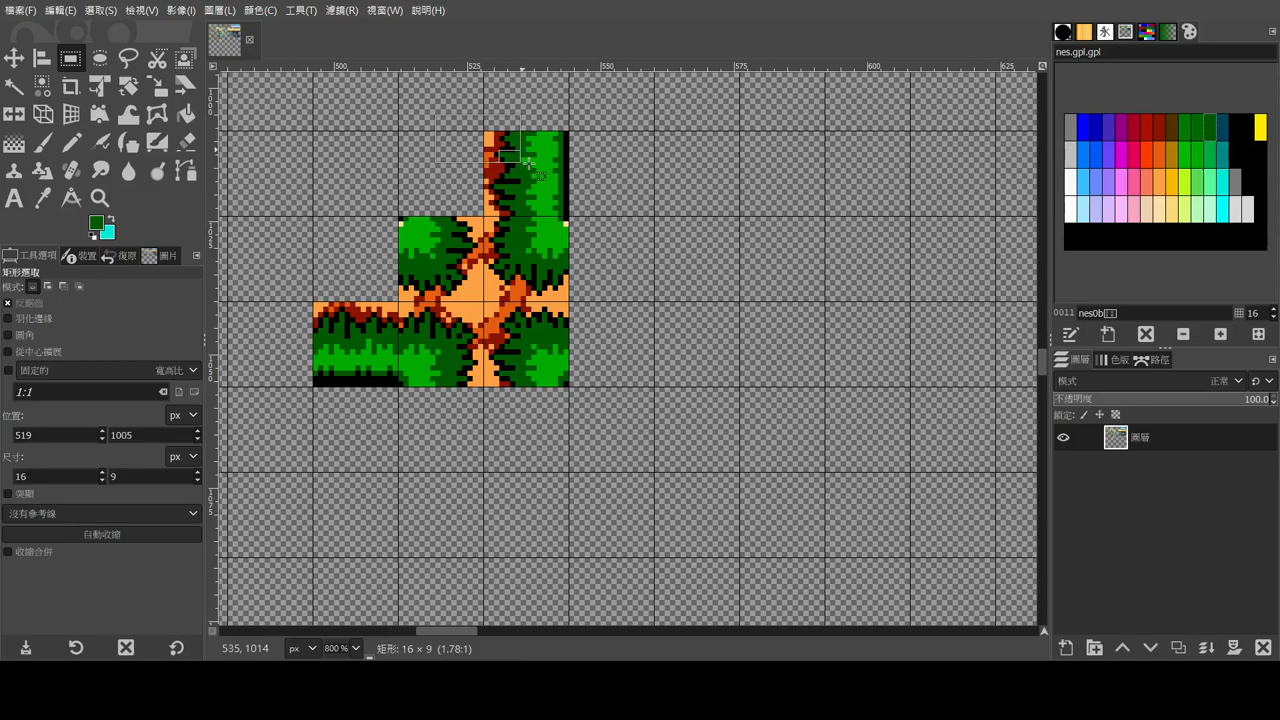 檔案(F) 編輯(E) 選取(S) 檢視(V) 影像(I) 圖層(L) 顏色(C) 工具(T) 濾鏡(R) 視窗(W) 說明(H)
nes.gpl.gpl
500 525 550 575 600 625
工具選項 裝置 復原 圖片
矩形選取
模式:
反鋸齒
羽化邊緣
圓角
從中心擴展
固定的 寬高比
1:1
位置: px
519 1005
尺寸: px
16 9
突顯
沒有參考線
自動收縮
收縮合併
0011 nes0b 16
圖層 色版 路徑
模式 正常
不透明度 100.0
鎖定:
圖層
535, 1014 px 800 % 矩形: 16 × 9 (1.78:1)